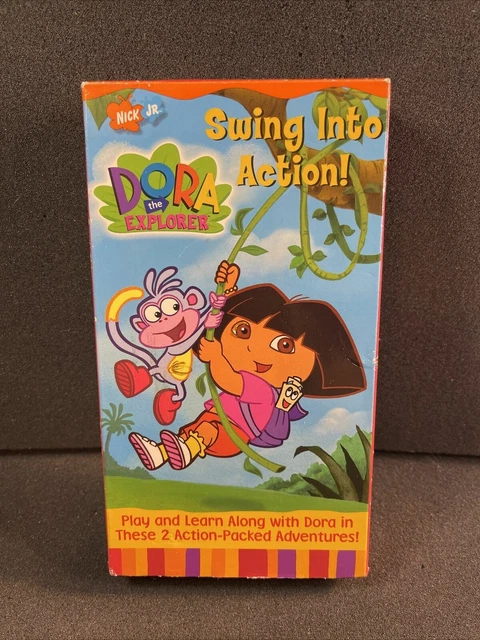 NICK JR.
Swing Into
Action!
DORA
the
EXPLORER
Play and Learn Along with Dora in
These 2 Action-Packed Adventures!